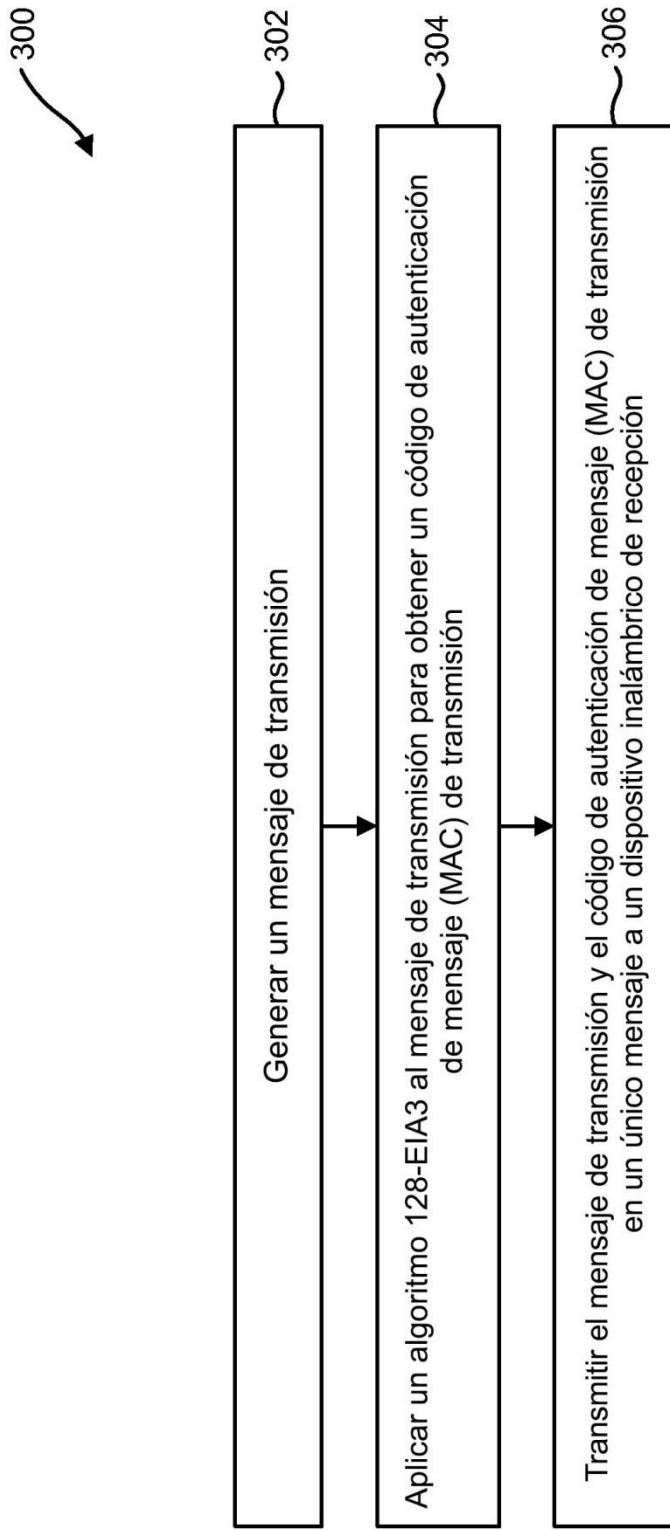 300
Generar un mensaje de transmisión
302
Aplicar un algoritmo 128-EIA3 al mensaje de transmisión para obtener un código de autenticación
de mensaje (MAC) de transmisión
304
Transmitir el mensaje de transmisión y el código de autenticación de mensaje (MAC) de transmisión
en un único mensaje a un dispositivo inalámbrico de recepción
306